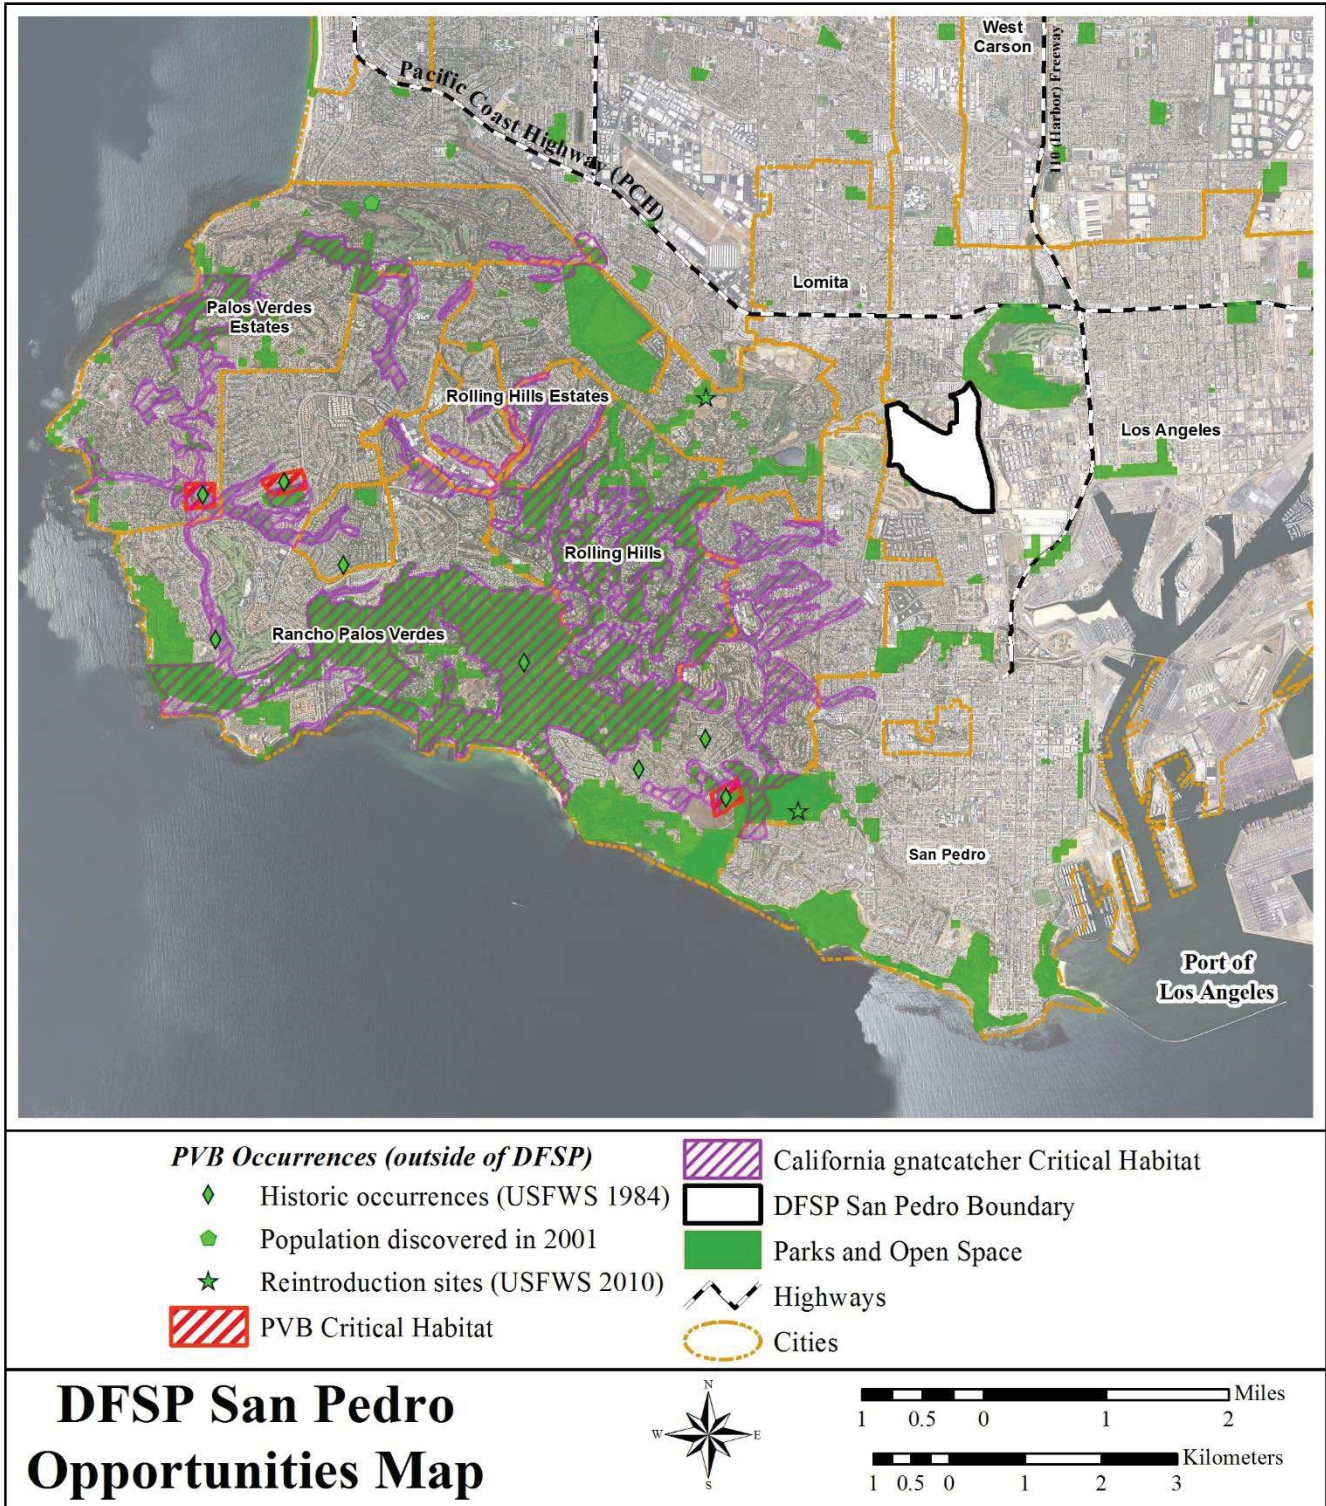 West
Carson
Pacific Coast Highway (PCH)
110 (Harbor) Freeway
Lomita
Palos Verdes
Estates
Rolling Hills Estates
Los Angeles
Rolling Hills
Rancho Palos Verdes
San Pedro
Port of
Los Angeles
PVB Occurrences (outside of DFSP)
Historic occurrences (USFWS 1984)
Population discovered in 2001
Reintroduction sites (USFWS 2010)
PVB Critical Habitat
California gnatcatcher Critical Habitat
DFSP San Pedro Boundary
Parks and Open Space
Highways
Cities
DFSP San Pedro
Opportunities Map
N
W E
S
Miles
1 0.5 0 1 2
Kilometers
1 0.5 0 1 2 3